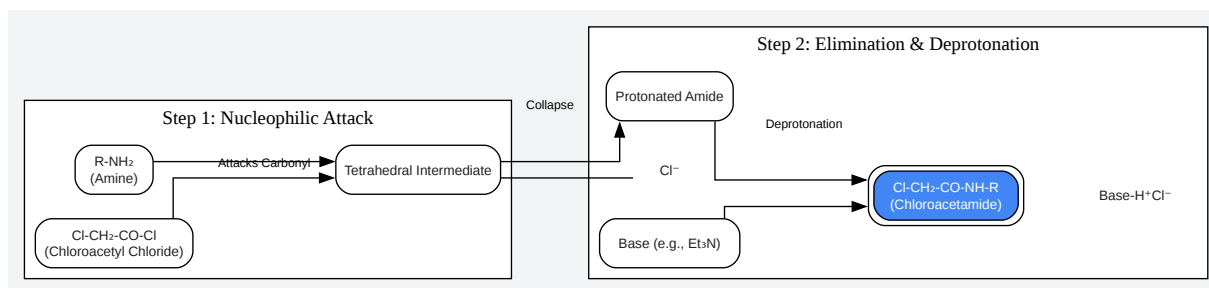 Step 1: Nucleophilic Attack
R-NH₂
(Amine)
Attacks Carbonyl
Tetrahedral Intermediate
Cl-CH₂-CO-Cl
(Chloroacetyl Chloride)
Collapse
Step 2: Elimination & Deprotonation
Protonated Amide
Deprotonation
Cl⁻
Cl-CH₂-CO-NH-R
(Chloroacetamide)
Base-H⁺Cl⁻
Base (e.g., Et₃N)